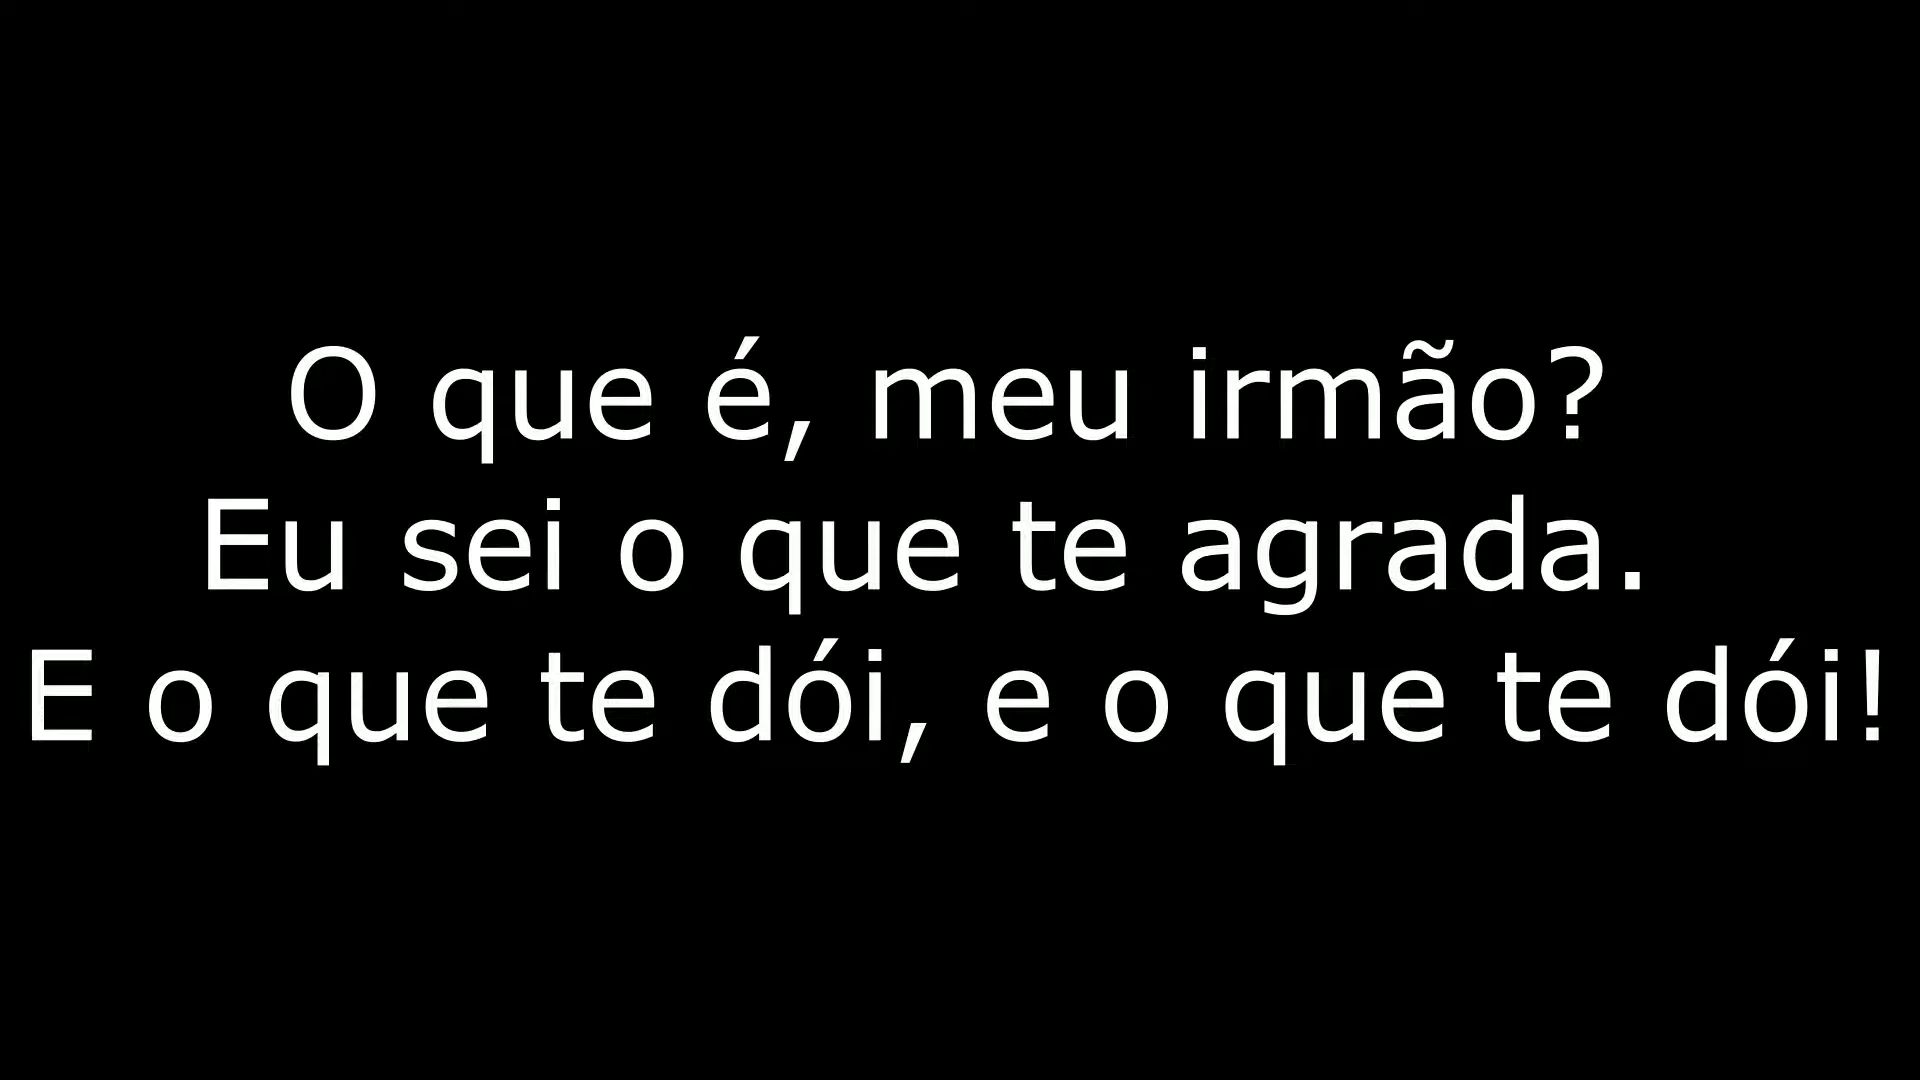 O que é, meu irmão?
Eu sei o que te agrada.
E o que te dói, e o que te dói!